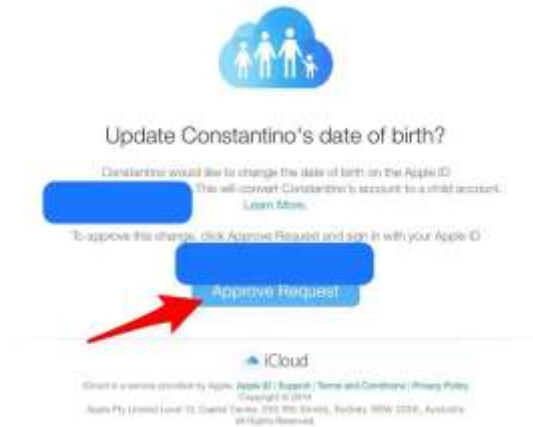 Update Constantino's date of birth?
Constantino would like to change the date of birth on the Apple ID
This will convert Constantino's account to a child account.
Learn More.
To approve this change, click Approve Request and sign in with your Apple ID
Approve Request
iCloud
iCloud is a service provided by Apple. Apple ID | Support | Terms and Conditions | Privacy Policy
Copyright © 2014
Apple Pty Limited Level 13, Capital Centre, 255 Pitt Street, Sydney NSW 2000, Australia
All Rights Reserved.